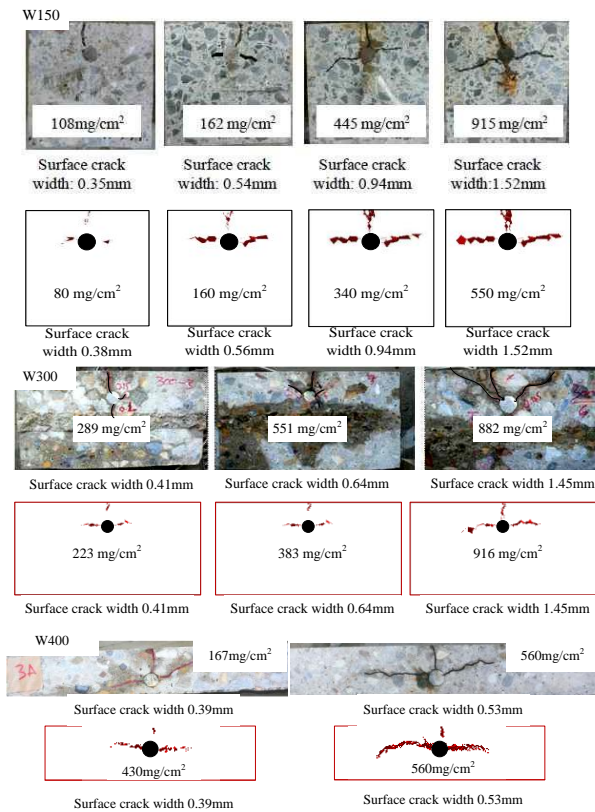 W150
108mg/cm²
162 mg/cm²
445 mg/cm²
915 mg/cm²
Surface crack
width: 0.35mm
Surface crack
width: 0.54mm
Surface crack
width: 0.94mm
Surface crack
width:1.52mm
80 mg/cm²
160 mg/cm²
340 mg/cm²
550 mg/cm²
Surface crack
width 0.38mm
Surface crack
width 0.56mm
Surface crack
width 0.94mm
Surface crack
width 1.52mm
W300
289 mg/cm²
551 mg/cm²
882 mg/cm²
Surface crack width 0.41mm
Surface crack width 0.64mm
Surface crack width 1.45mm
223 mg/cm²
383 mg/cm²
916 mg/cm²
Surface crack width 0.41mm
Surface crack width 0.64mm
Surface crack width 1.45mm
W400
3A
167mg/cm²
560mg/cm²
Surface crack width 0.39mm
Surface crack width 0.53mm
430mg/cm²
560mg/cm²
Surface crack width 0.39mm
Surface crack width 0.53mm